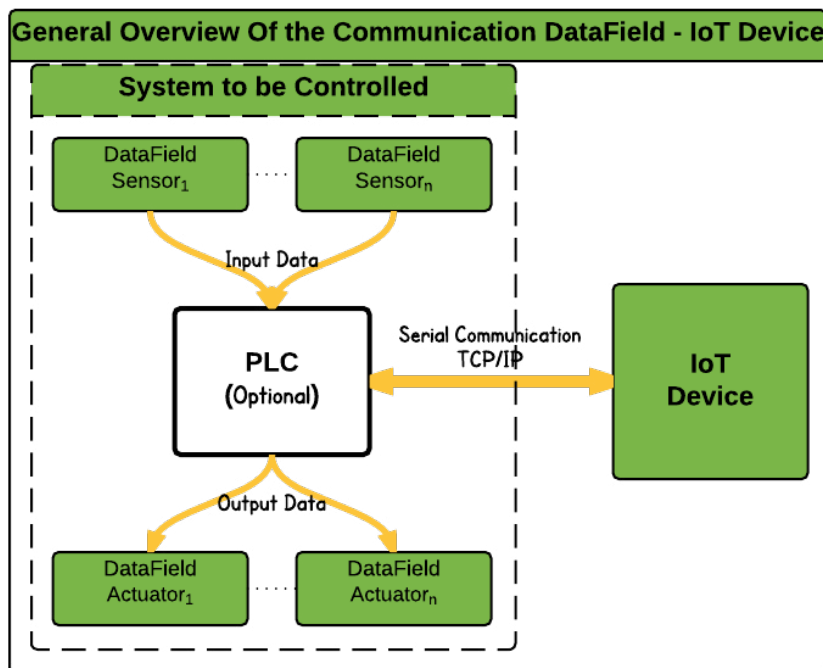 General Overview Of the Communication DataField - IoT Device
System to be Controlled
DataField
Sensor₁
DataField
Sensorₙ
Input Data
PLC
(Optional)
Serial Communication
TCP/IP
IoT
Device
Output Data
DataField
Actuator₁
DataField
Actuatorₙ